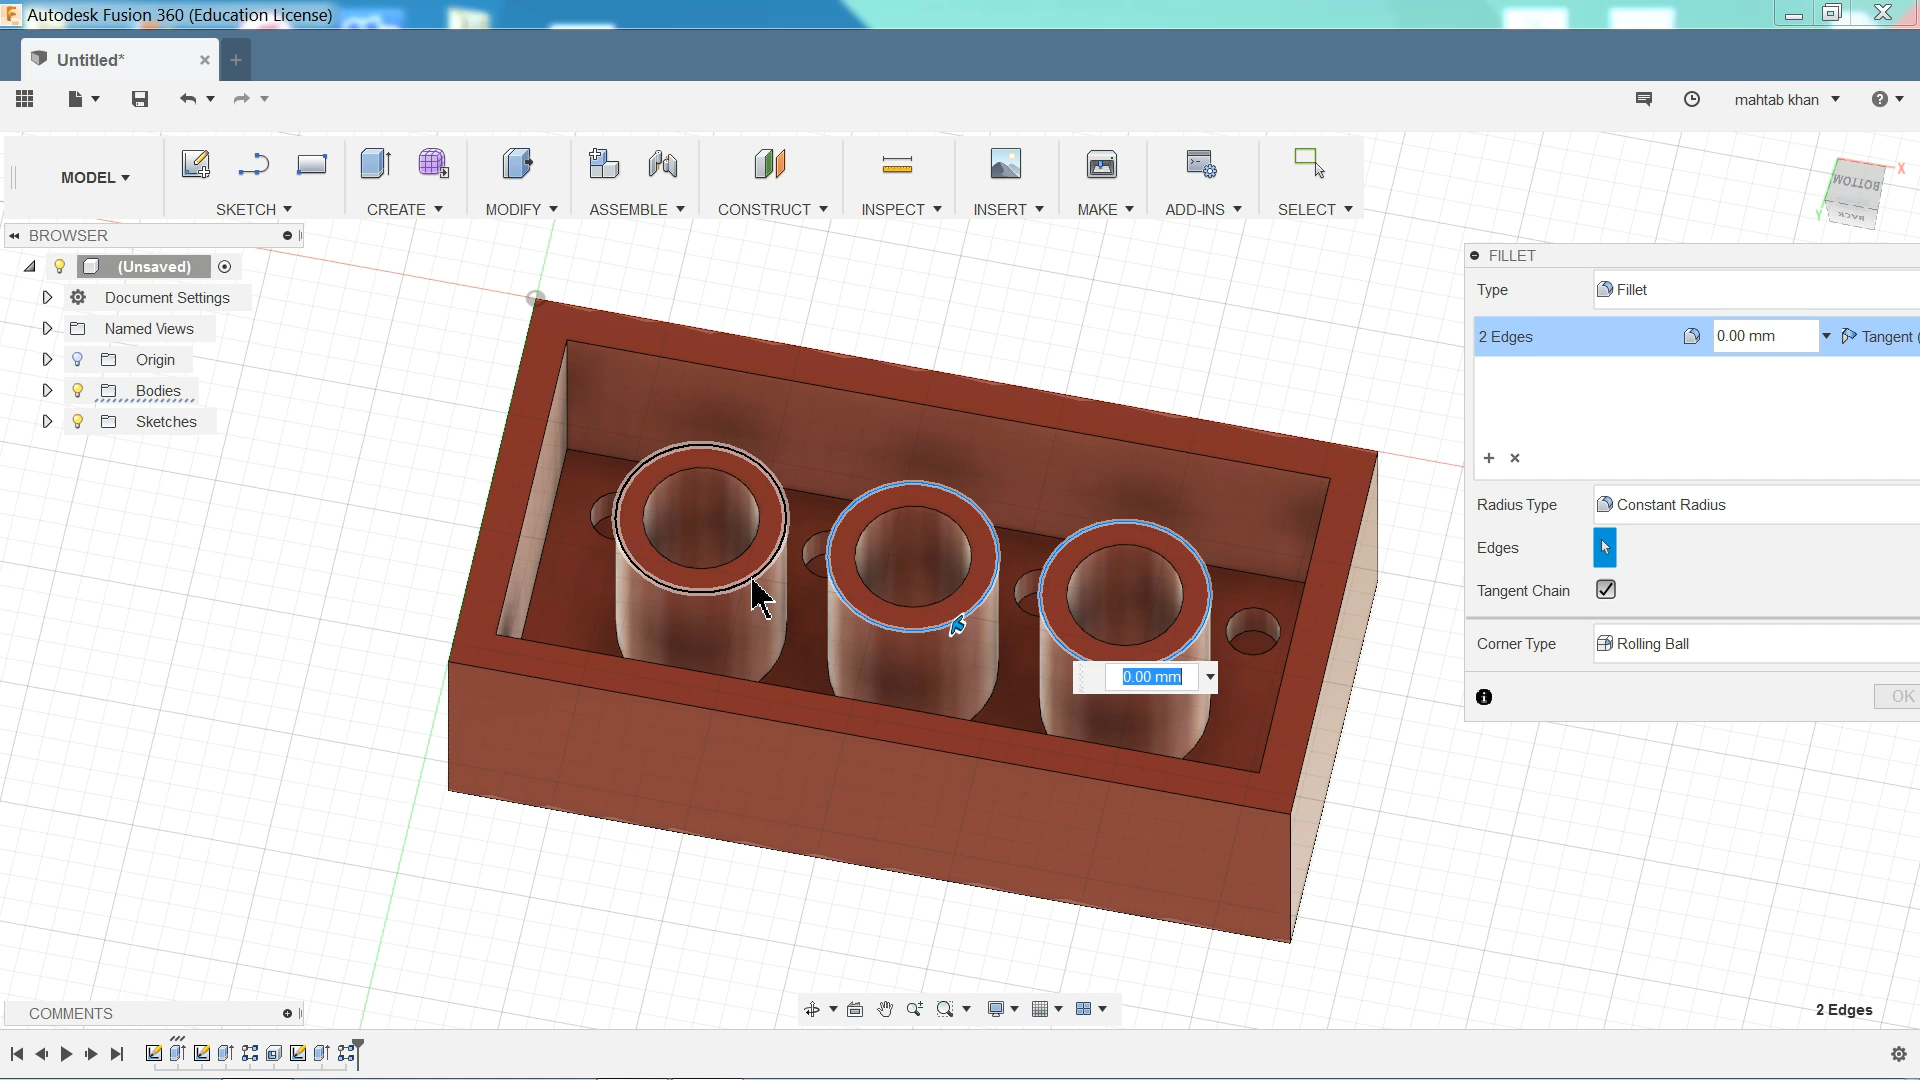 Autodesk Fusion 360 (Education License)
Untitled*
mahtab khan
MODEL
SKETCH
CREATE
MODIFY
ASSEMBLE
CONSTRUCT
INSPECT
INSERT
MAKE
ADD-INS
SELECT
BOTTOM
BACK
X
Y
BROWSER
(Unsaved)
Document Settings
Named Views
Origin
Bodies
Sketches
FILLET
Type Fillet
2 Edges 0.00 mm Tangent (
Radius Type Constant Radius
Edges
Tangent Chain
Corner Type Rolling Ball
OK
0.00 mm
COMMENTS
2 Edges